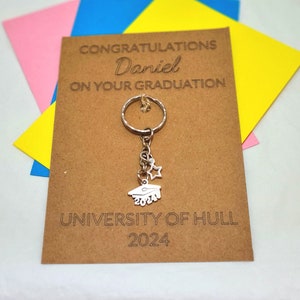 CONGRATULATIONS
Daniel
ON YOUR GRADUATION
2024
UNIVERSITY OF HULL
2024